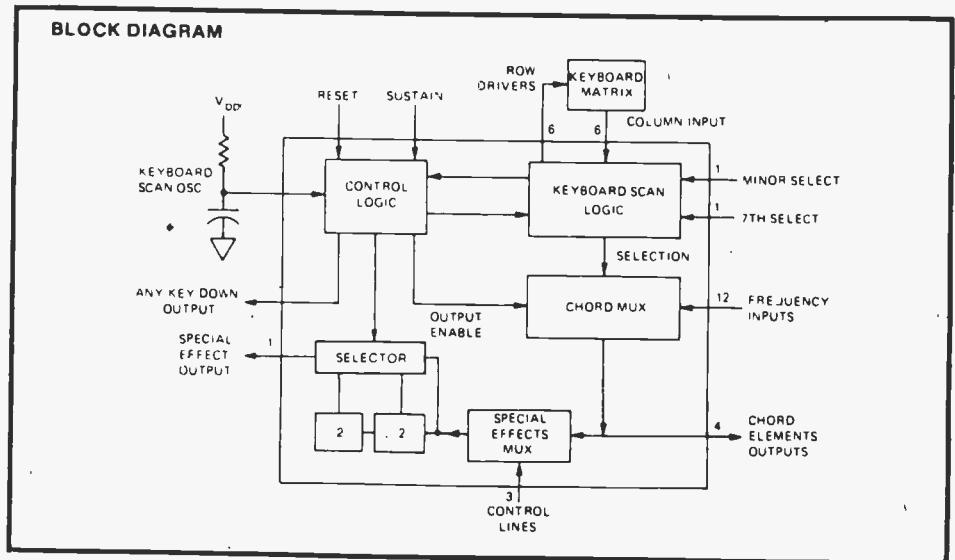 BLOCK DIAGRAM
ROW
DRIVERS
KEYBOARD
MATRIX
RESET
SUSTAIN
VDD
COLUMN INPUT
6
6
KEYBOARD
SCAN OSC
CONTROL
LOGIC
KEYBOARD SCAN
LOGIC
1
MINOR SELECT
1
7TH SELECT
SELECTION
ANY KEY DOWN
OUTPUT
OUTPUT
ENABLE
CHORD MUX
12
FREQUENCY
INPUTS
SPECIAL
EFFECT
OUTPUT
1
SELECTOR
2
2
SPECIAL
EFFECTS
MUX
4
CHORD
ELEMENTS
OUTPUTS
3
CONTROL
LINES